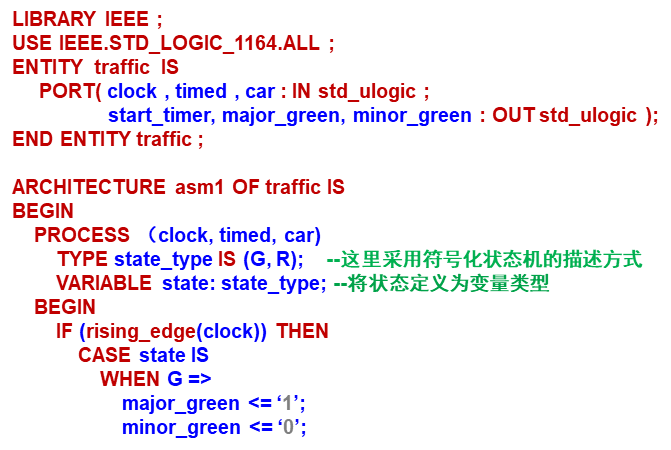 LIBRARY IEEE ;
USE IEEE.STD_LOGIC_1164.ALL ;
ENTITY traffic IS
PORT( clock , timed , car : IN std_ulogic ;
start_timer, major_green, minor_green : OUT std_ulogic );
END ENTITY traffic ;
ARCHITECTURE asm1 OF traffic IS
BEGIN
PROCESS （clock, timed, car)
TYPE state_type IS (G, R); --这里采用符号化状态机的描述方式
VARIABLE state: state_type; --将状态定义为变量类型
BEGIN
IF (rising_edge(clock)) THEN
CASE state IS
WHEN G =>
major_green <= ‘1’;
minor_green <= ‘0’;